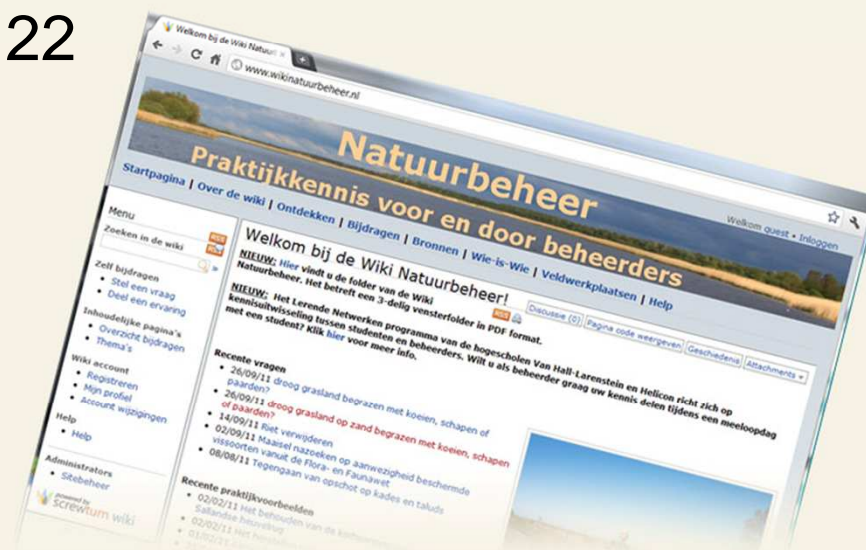 22
Welkom bij de Wiki Natuur
www.wikinatuurbeheer.nl
Natuurbeheer
Praktijkkennis voor en door beheerders
Welkom guest • Inloggen
Startpagina | Over de wiki | Ontdekken | Bijdragen | Bronnen | Wie-is-Wie | Veldwerkplaatsen | Help
Menu
Zoeken in de wiki
Zelf bijdragen
• Stel een vraag
• Deel een ervaring
Inhoudelijke pagina's
• Overzicht bijdragen
• Thema's
Wiki account
• Registreren
• Mijn profiel
• Account wijzigingen
Help
• Help
Administrators
• Sitebeheer
powered by
screwturn wiki
Welkom bij de Wiki Natuurbeheer!
Discussie (0) Pagina code weergeven Geschiedenis Attachments
NIEUW: Hier vindt u de folder van de Wiki
Natuurbeheer. Het betreft een 3-delig vensterfolder in PDF format.
NIEUW: Het Lerende Netwerken programma van de hogescholen Van Hall-Larenstein en Helicon richt zich op
kennisuitwisseling tussen studenten en beheerders. Wilt u als beheerder graag uw kennis delen tijdens een meeloopdag
met een student? Klik hier voor meer info.
Recente vragen
• 26/09/11 droog grasland begrazen met koeien, schapen of
paarden?
• 26/09/11 droog grasland op zand begrazen met koeien, schapen
of paarden?
• 14/09/11 Riet verwijderen
• 02/09/11 Maaisel nazoeken op aanwezigheid beschermde
vissoorten vanuit de Flora- en Faunawet
• 08/08/11 Tegengaan van opschot op kades en taluds
Recente praktijkvoorbeelden
• 02/02/11 Het behouden van de
Sallandse heuvelrug
• 02/02/11 Het